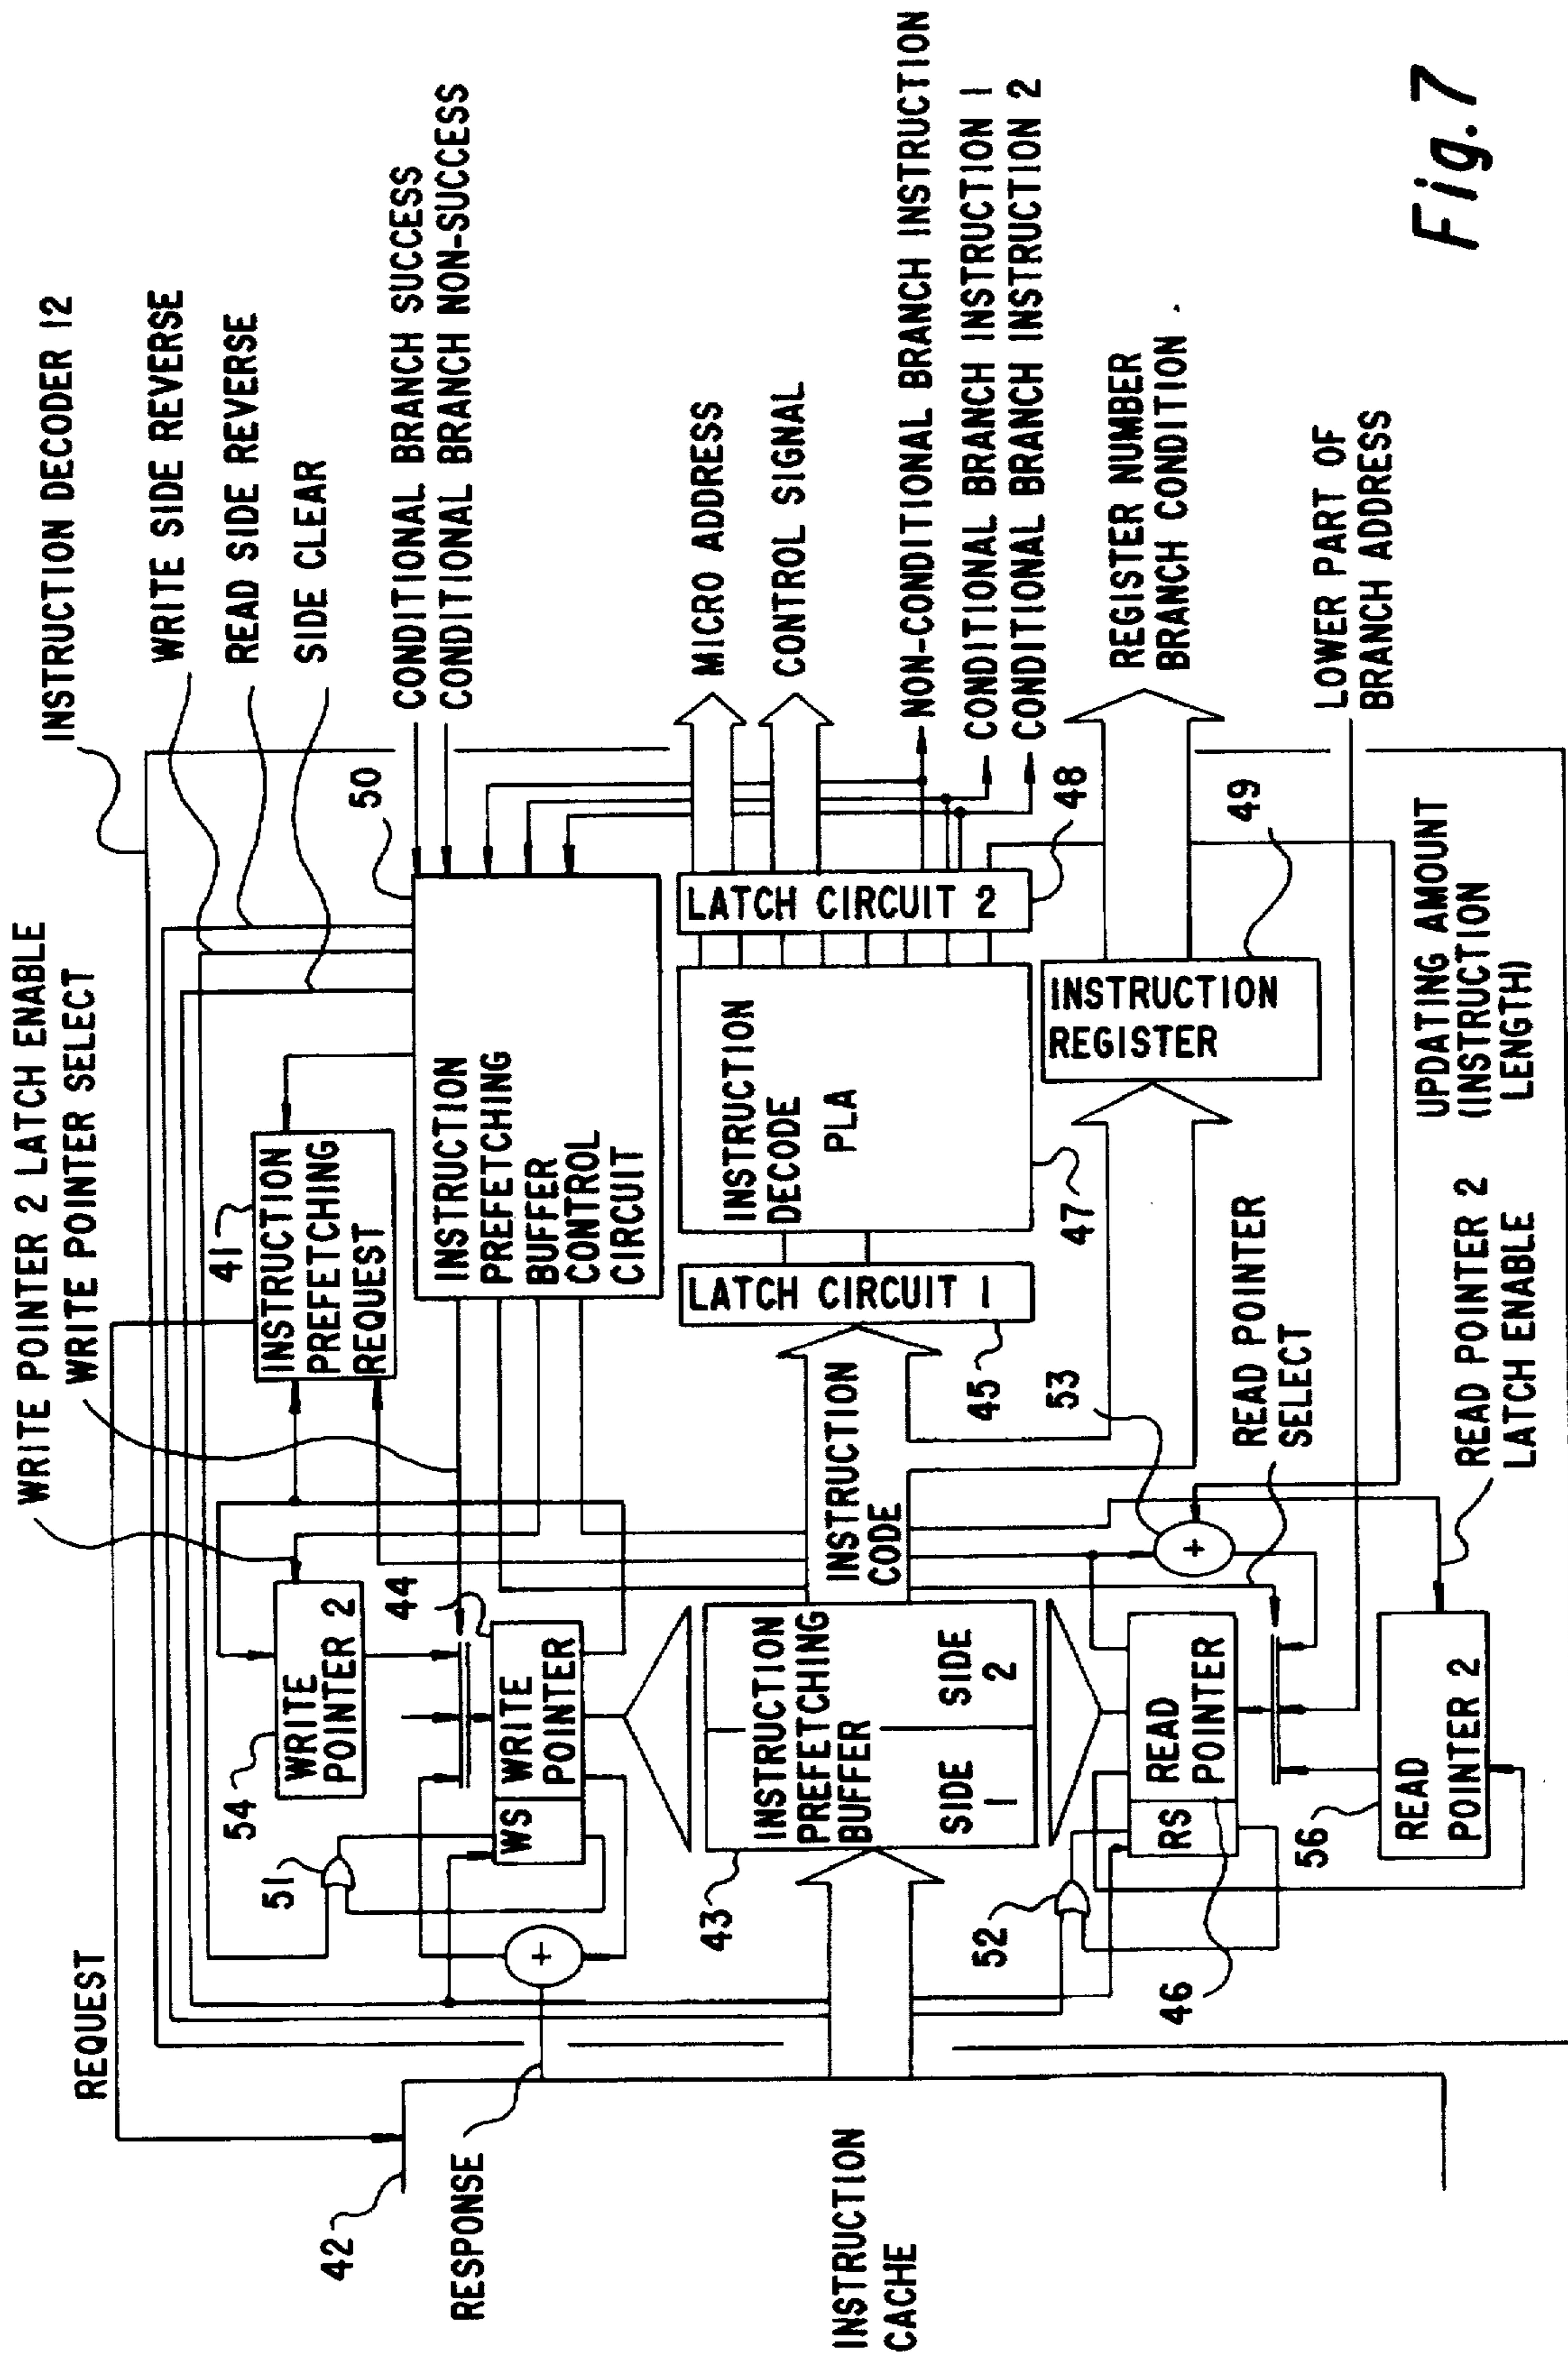 INSTRUCTION DECODER 12
WRITE SIDE REVERSE
READ SIDE REVERSE
SIDE CLEAR
CONDITIONAL BRANCH SUCCESS
CONDITIONAL BRANCH NON-SUCCESS
WRITE POINTER 2 LATCH ENABLE
WRITE POINTER SELECT
REQUEST
41
INSTRUCTION
PREFETCHING
REQUEST
50
INSTRUCTION
PREFETCHING
BUFFER
CONTROL
CIRCUIT
54
WRITE
POINTER 2
51
44
WS
WRITE
POINTER
+
42
RESPONSE
INSTRUCTION
CACHE
43
INSTRUCTION
PREFETCHING
BUFFER
SIDE
1
SIDE
2
INSTRUCTION
CODE
LATCH CIRCUIT 1
45
INSTRUCTION
DECODE
PLA
47
LATCH CIRCUIT 2
48
MICRO ADDRESS
CONTROL SIGNAL
NON-CONDITIONAL BRANCH INSTRUCTION
CONDITIONAL BRANCH INSTRUCTION 1
CONDITIONAL BRANCH INSTRUCTION 2
INSTRUCTION
REGISTER
49
REGISTER NUMBER
BRANCH CONDITION
LOWER PART OF
BRANCH ADDRESS
52
53
+
RS
READ
POINTER
46
READ POINTER
SELECT
56
READ
POINTER 2
UPDATING AMOUNT
(INSTRUCTION
LENGTH)
READ POINTER 2
LATCH ENABLE
Fig. 7